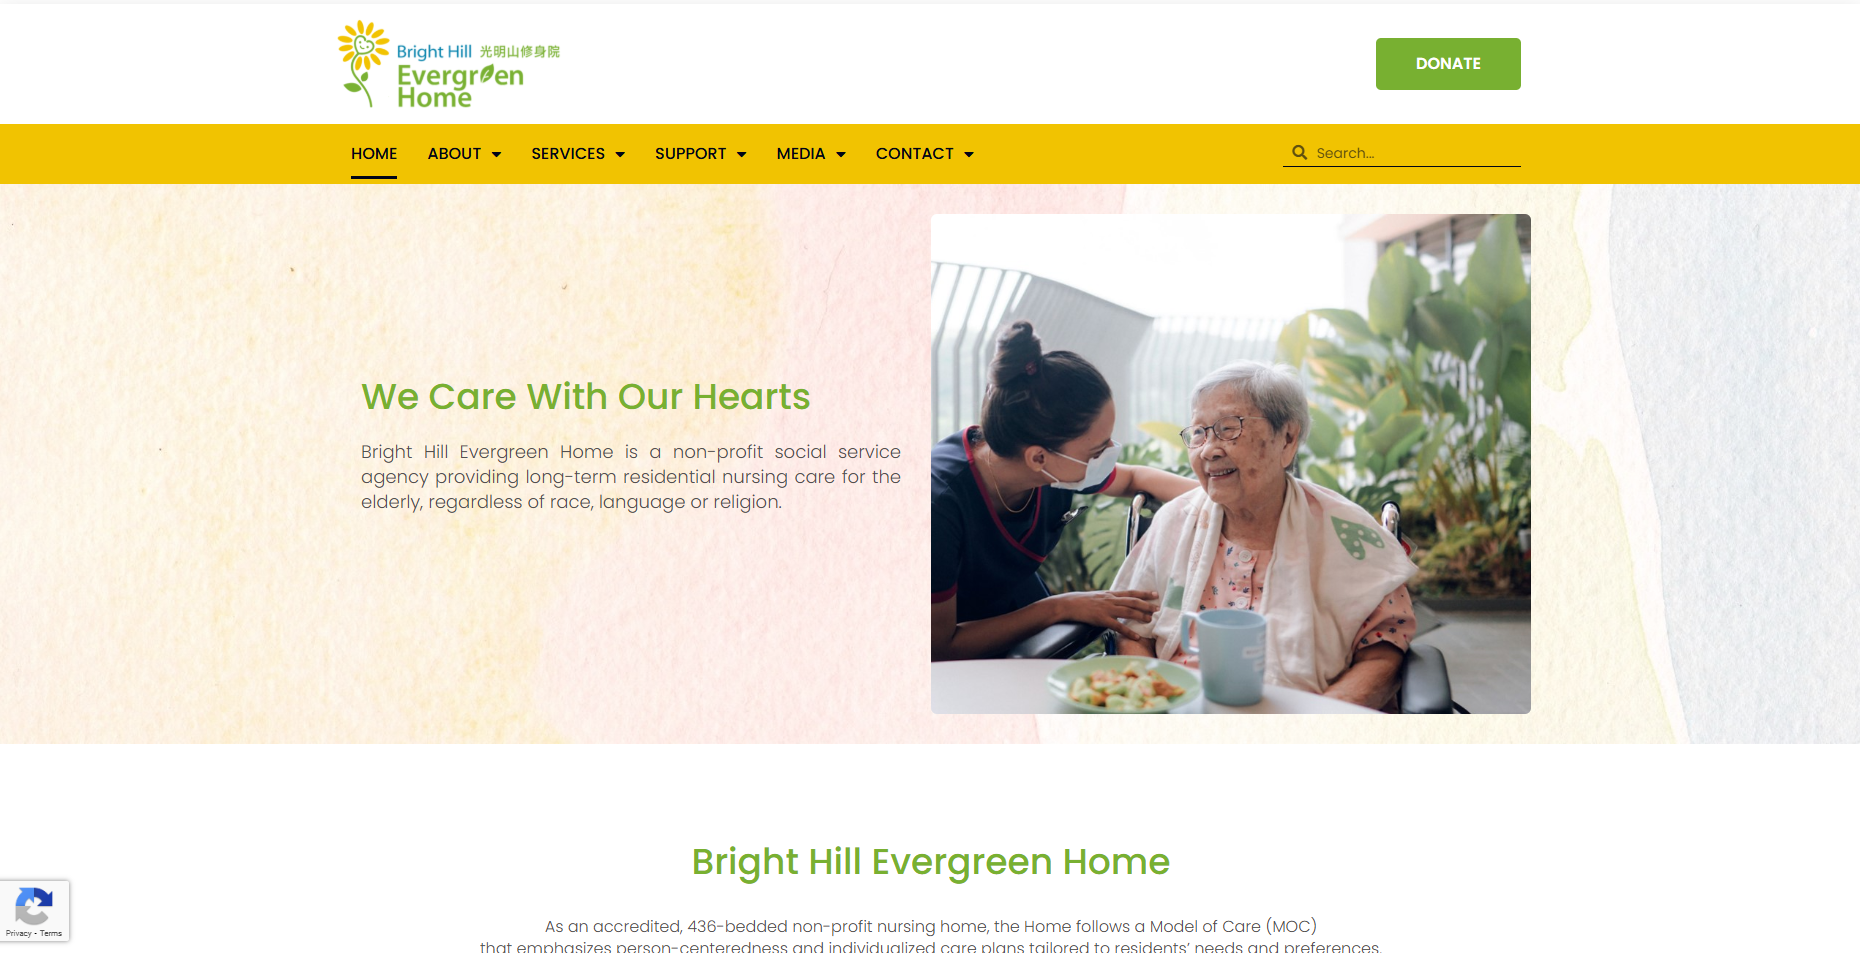 Bright Hill 光明山修身院
Evergreen
Home
DONATE
HOME ABOUT SERVICES SUPPORT MEDIA CONTACT
Search...
We Care With Our Hearts
Bright Hill Evergreen Home is a non-profit social service
agency providing long-term residential nursing care for the
elderly, regardless of race, language or religion.
Bright Hill Evergreen Home
As an accredited, 436-bedded non-profit nursing home, the Home follows a Model of Care (MOC)
that emphasizes person-centeredness and individualized care plans tailored to residents’ needs and preferences.
Privacy - Terms